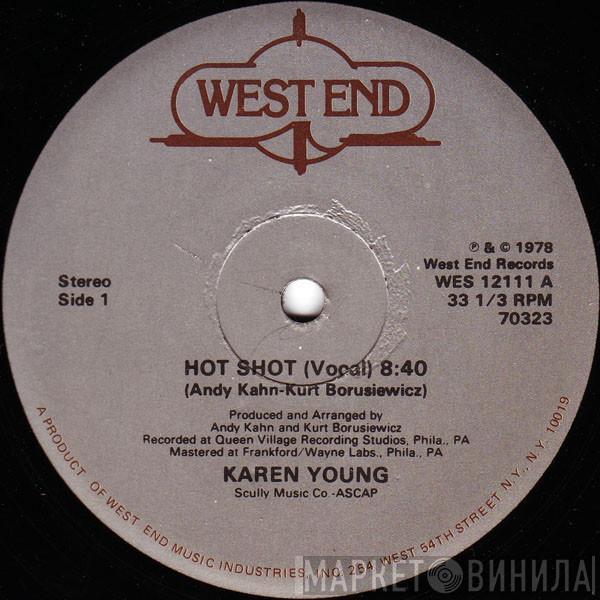 WEST END
Stereo
Side 1
℗ & © 1978
West End Records
WES 12111 A
33 1/3 RPM
70323
HOT SHOT (Vocal) 8:40
(Andy Kahn-Kurt Borusiewicz)
Produced and Arranged by
Andy Kahn and Kurt Borusiewicz
Recorded at Queen Village Recording Studios, Phila., PA
Mastered at Frankford/Wayne Labs., Phila., PA
KAREN YOUNG
Scully Music Co -ASCAP
A PRODUCT OF WEST END MUSIC INDUSTRIES, INC. 254 WEST 54TH STREET N.Y., N.Y. 10019
МАРКЕТ ВИНИЛА